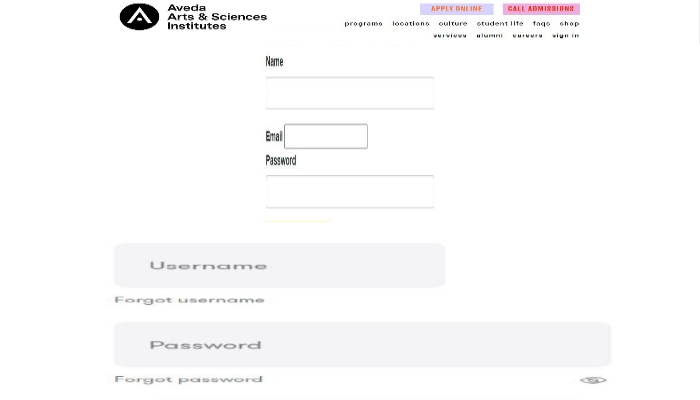 Aveda
Arts & Sciences
Institutes
APPLY ONLINE CALL ADMISSIONS
programs locations culture student life faqs shop
services alumni careers sign in
Name
Email
Password
Username
Forgot username
Password
Forgot password